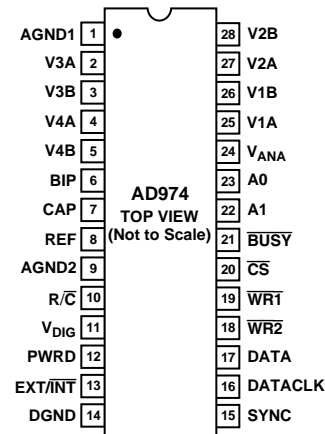 AGND1 1 28 V2B
V3A 2 27 V2A
V3B 3 26 V1B
V4A 4 25 V1A
V4B 5 24 VANA
BIP 6 23 A0
CAP 7 22 A1
REF 8 21 BUSY
AGND2 9 20 CS
R/C 10 19 WR1
VDIG 11 18 WR2
PWRD 12 17 DATA
EXT/INT 13 16 DATACLK
DGND 14 15 SYNC
AD974
TOP VIEW
(Not to Scale)